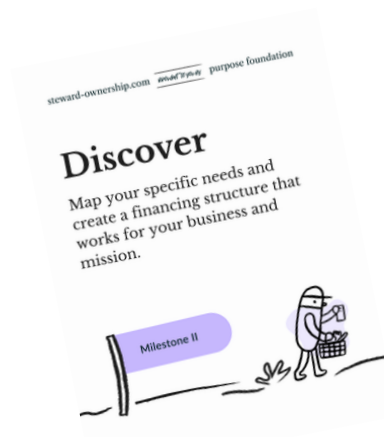 steward-ownership.com purpose foundation
Discover
Map your specific needs and
create a financing structure that
works for your business and
mission.
Milestone II